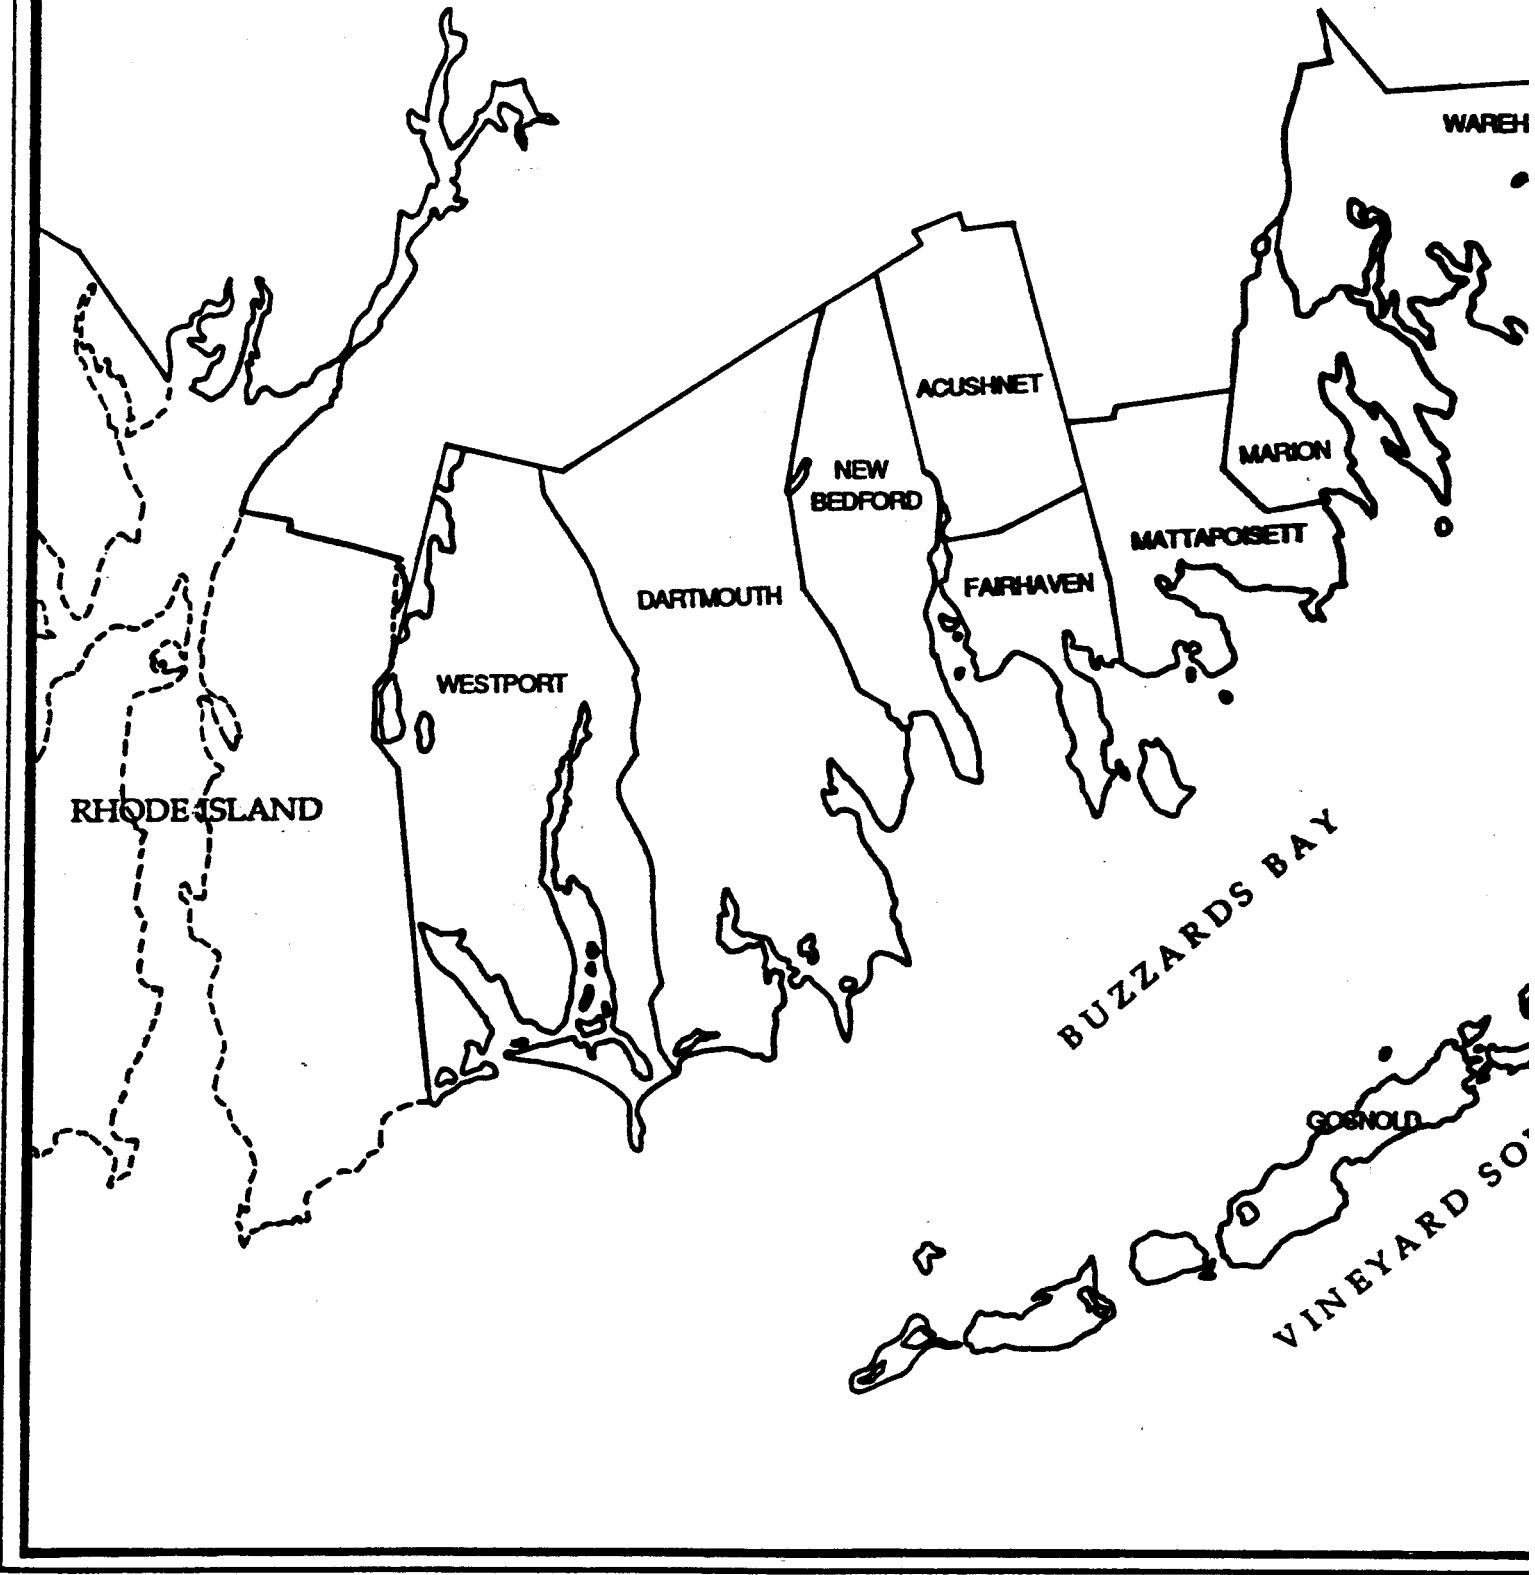 WAREH
ACUSHNET
MARION
NEW
BEDFORD
MATTAPOISETT
DARTMOUTH
FAIRHAVEN
WESTPORT
RHODE ISLAND
BUZZARDS BAY
GOSNOLD
VINEYARD SO